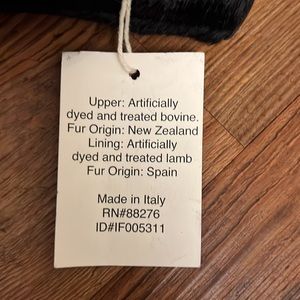 Upper: Artificially
dyed and treated bovine.
Fur Origin: New Zealand
Lining: Artificially
dyed and treated lamb
Fur Origin: Spain
Made in Italy
RN#88276
ID#IF005311